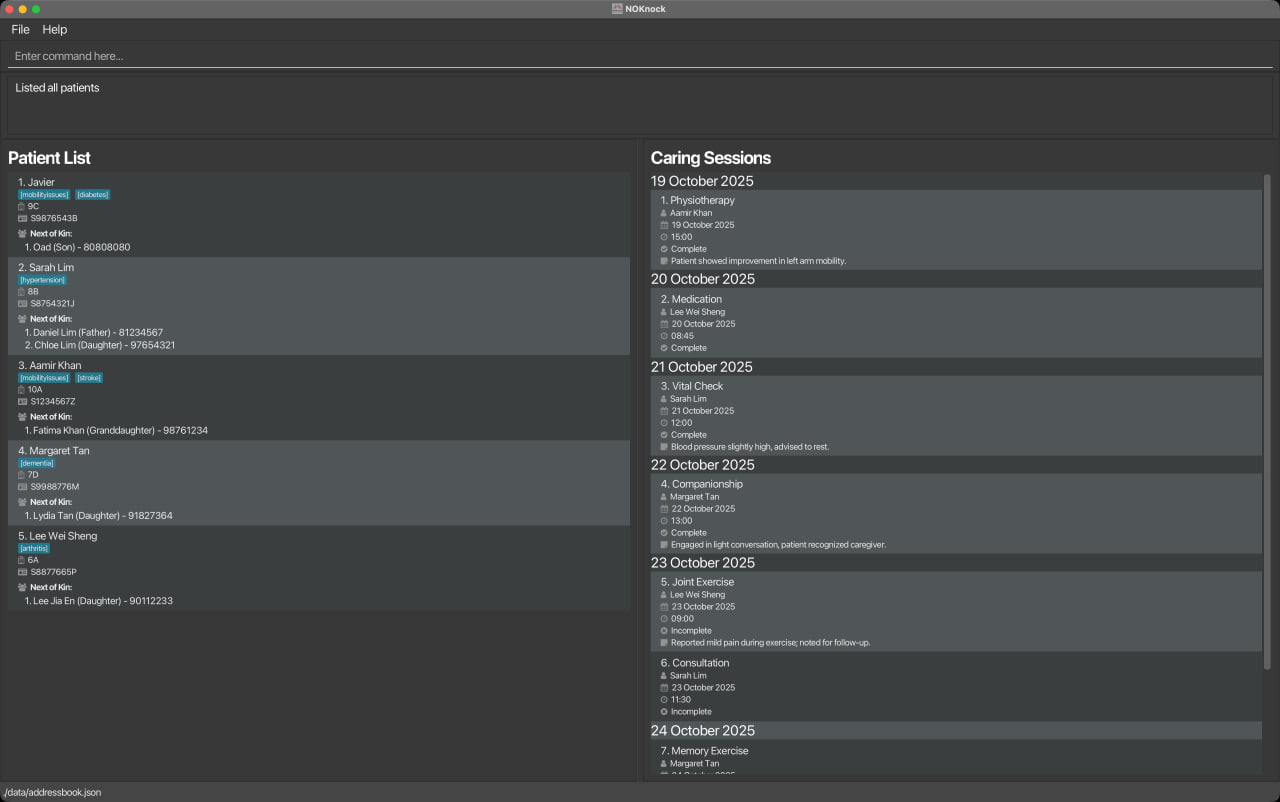 NOKnock
File Help
Enter command here...
Listed all patients
Patient List
1. Javier
[mobilityissues] [diabetes]
9C
S9876543B
Next of Kin:
1. Oad (Son) - 80808080
2. Sarah Lim
[hypertension]
8B
S8754321J
Next of Kin:
1. Daniel Lim (Father) - 81234567
2. Chloe Lim (Daughter) - 97654321
3. Aamir Khan
[mobilityissues] [stroke]
10A
S1234567Z
Next of Kin:
1. Fatima Khan (Granddaughter) - 98761234
4. Margaret Tan
[dementia]
7D
S9988776M
Next of Kin:
1. Lydia Tan (Daughter) - 91827364
5. Lee Wei Sheng
[arthritis]
6A
S8877665P
Next of Kin:
1. Lee Jia En (Daughter) - 90112233
Caring Sessions
19 October 2025
1. Physiotherapy
Aamir Khan
19 October 2025
15:00
Complete
Patient showed improvement in left arm mobility.
20 October 2025
2. Medication
Lee Wei Sheng
20 October 2025
08:45
Complete
21 October 2025
3. Vital Check
Sarah Lim
21 October 2025
12:00
Complete
Blood pressure slightly high, advised to rest.
22 October 2025
4. Companionship
Margaret Tan
22 October 2025
13:00
Complete
Engaged in light conversation, patient recognized caregiver.
23 October 2025
5. Joint Exercise
Lee Wei Sheng
23 October 2025
09:00
Incomplete
Reported mild pain during exercise; noted for follow-up.
6. Consultation
Sarah Lim
23 October 2025
11:30
Incomplete
24 October 2025
7. Memory Exercise
Margaret Tan
24 October 2025
./data/addressbook.json